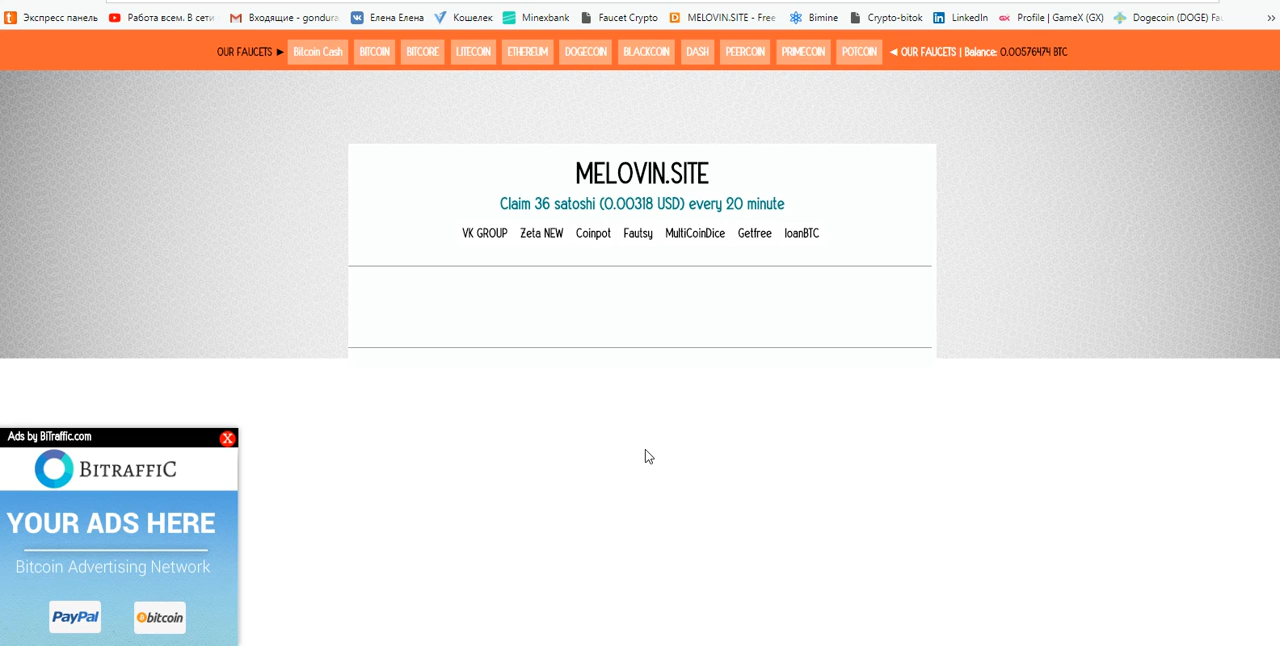 Экспресс панель Работа всем. В сети Входящие - gondura Елена Елена Кошелек Minexbank Faucet Crypto MELOVIN.SITE - Free Bimine Crypto-bitok LinkedIn Profile | GameX (GX) Dogecoin (DOGE) Fau »
OUR FAUCETS ► Bitcoin Cash BITCOIN BITCORE LITECOIN ETHEREUM DOGECOIN BLACKCOIN DASH PEERCOIN PRIMECOIN POTCOIN ◄ OUR FAUCETS | Balance: 0.00576474 BTC
MELOVIN.SITE
Claim 36 satoshi (0.00318 USD) every 20 minute
VK GROUP Zeta NEW Coinpot Fautsy MultiCoinDice Getfree loanBTC
Ads by BiTraffic.com X
BITRAFFIC
YOUR ADS HERE
Bitcoin Advertising Network
PayPal bitcoin